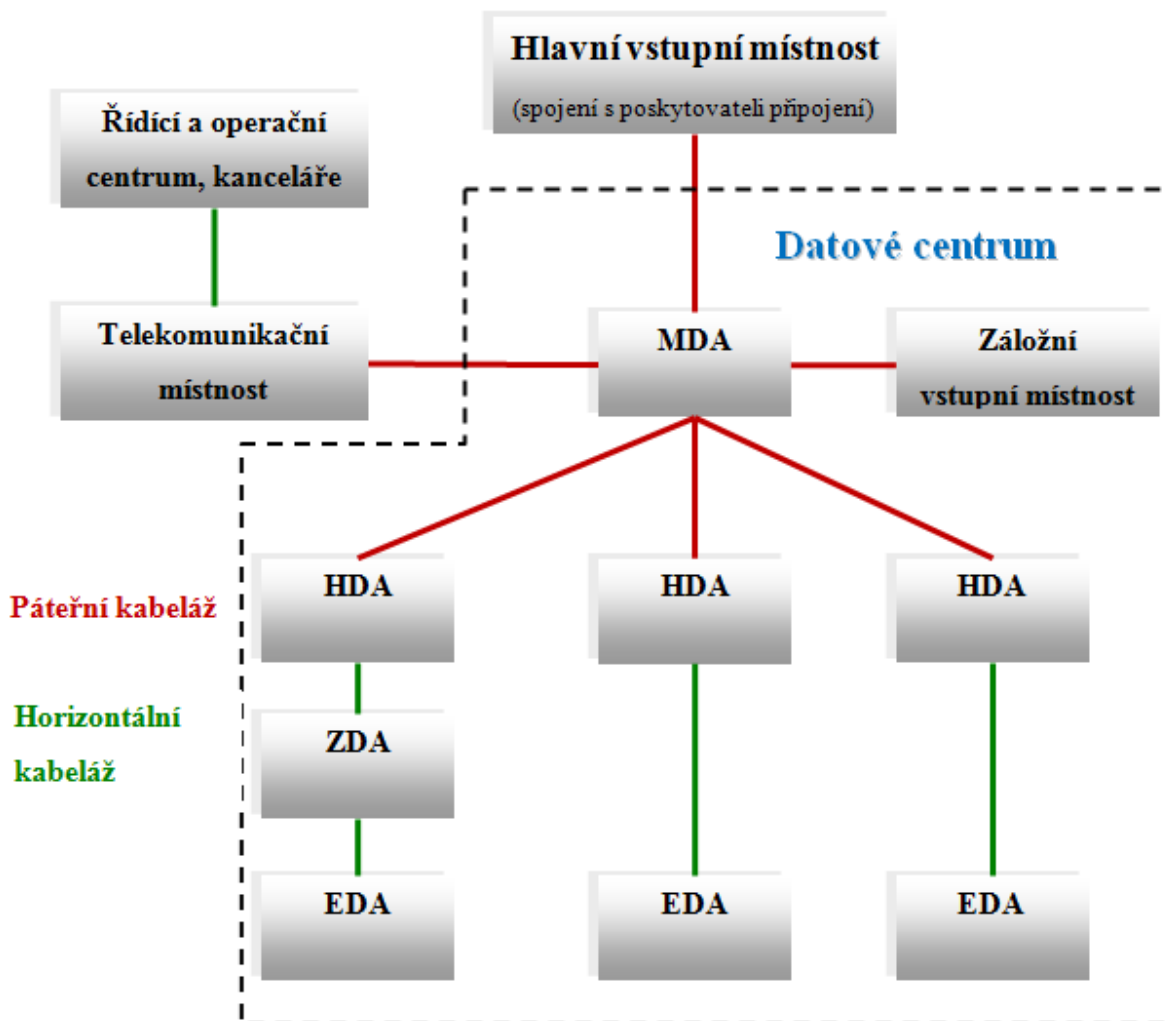 Hlavní vstupní místnost
(spojení s poskytovateli připojení)
Řídící a operační
centrum, kanceláře
Datové centrum
Telekomunikační
místnost
MDA
Záložní
vstupní místnost
HDA
HDA
HDA
Páteřní kabeláž
Horizontální
kabeláž
ZDA
EDA
EDA
EDA